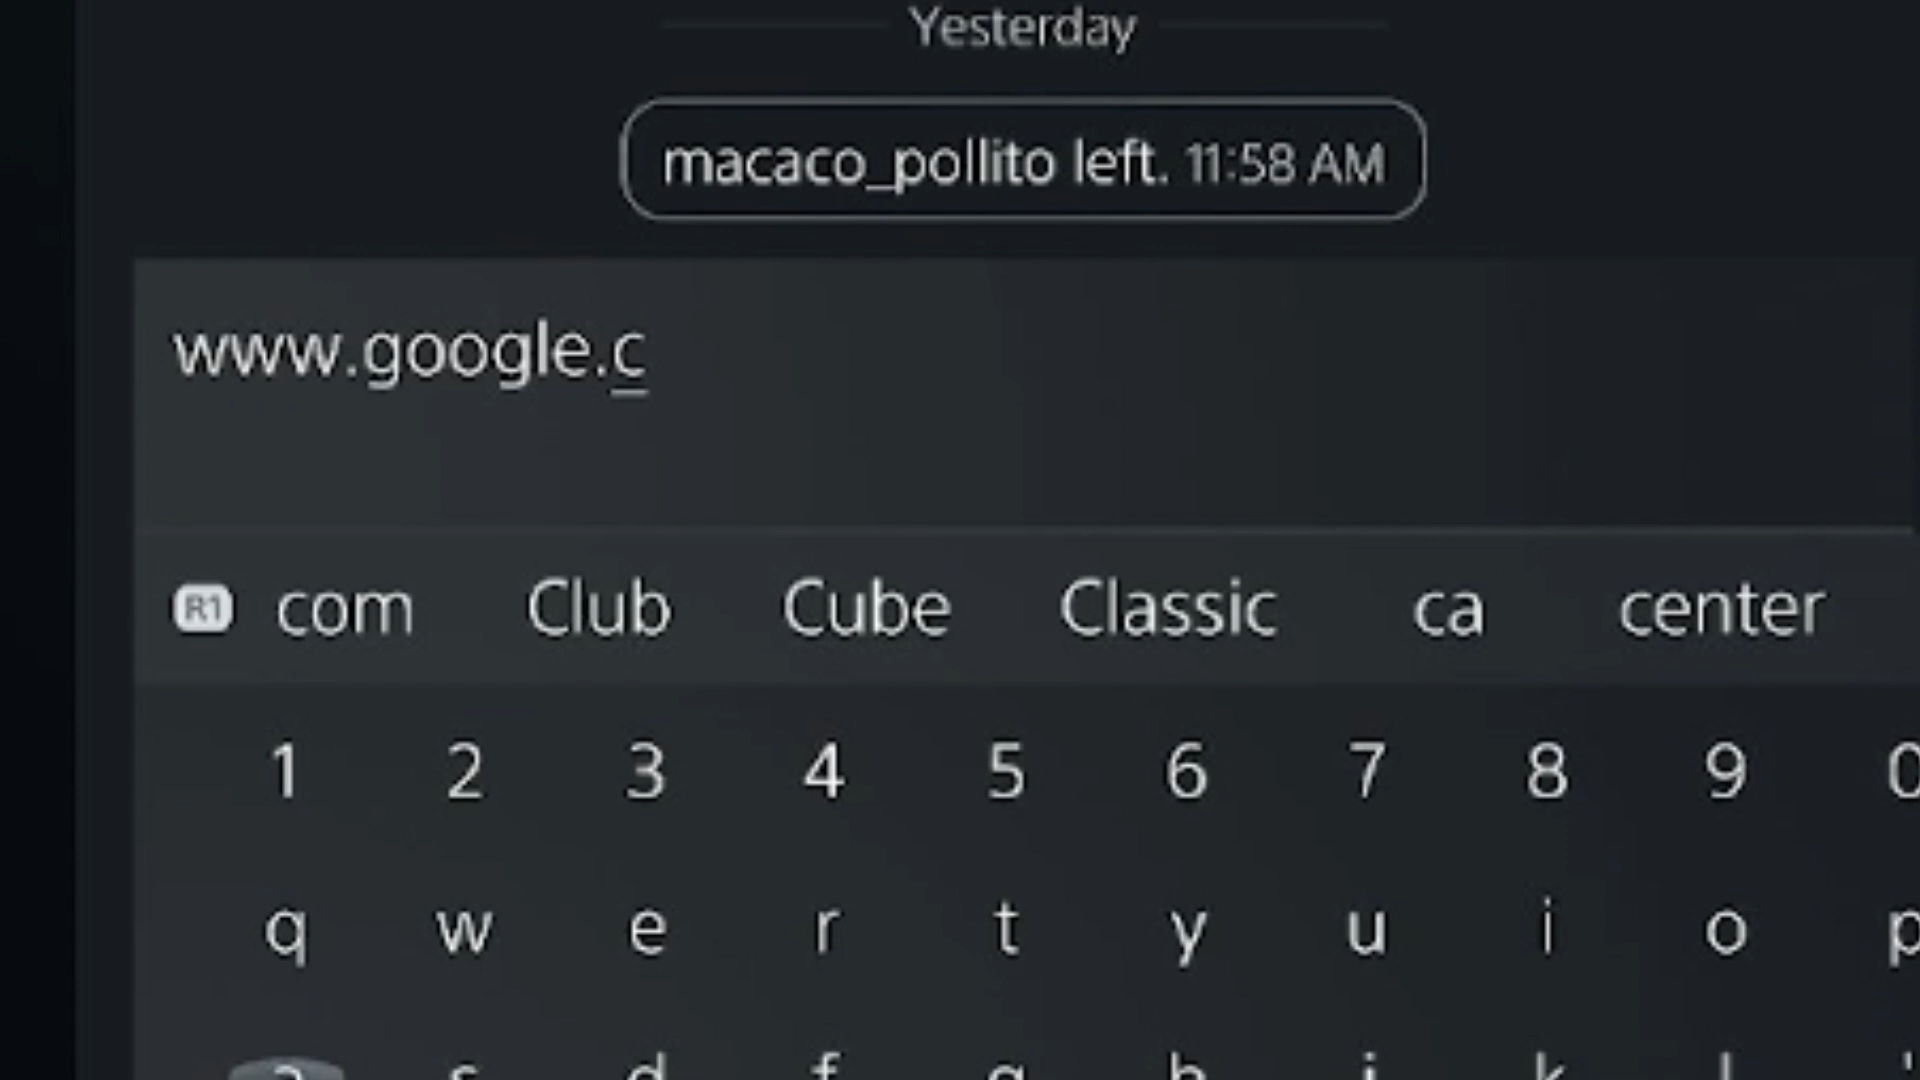 Yesterday
macaco_pollito left. 11:58 AM
www.google.c
R1 com Club Cube Classic ca center
1 2 3 4 5 6 7 8 9 0
q w e r t y u i o p
a s d f g h j k l '